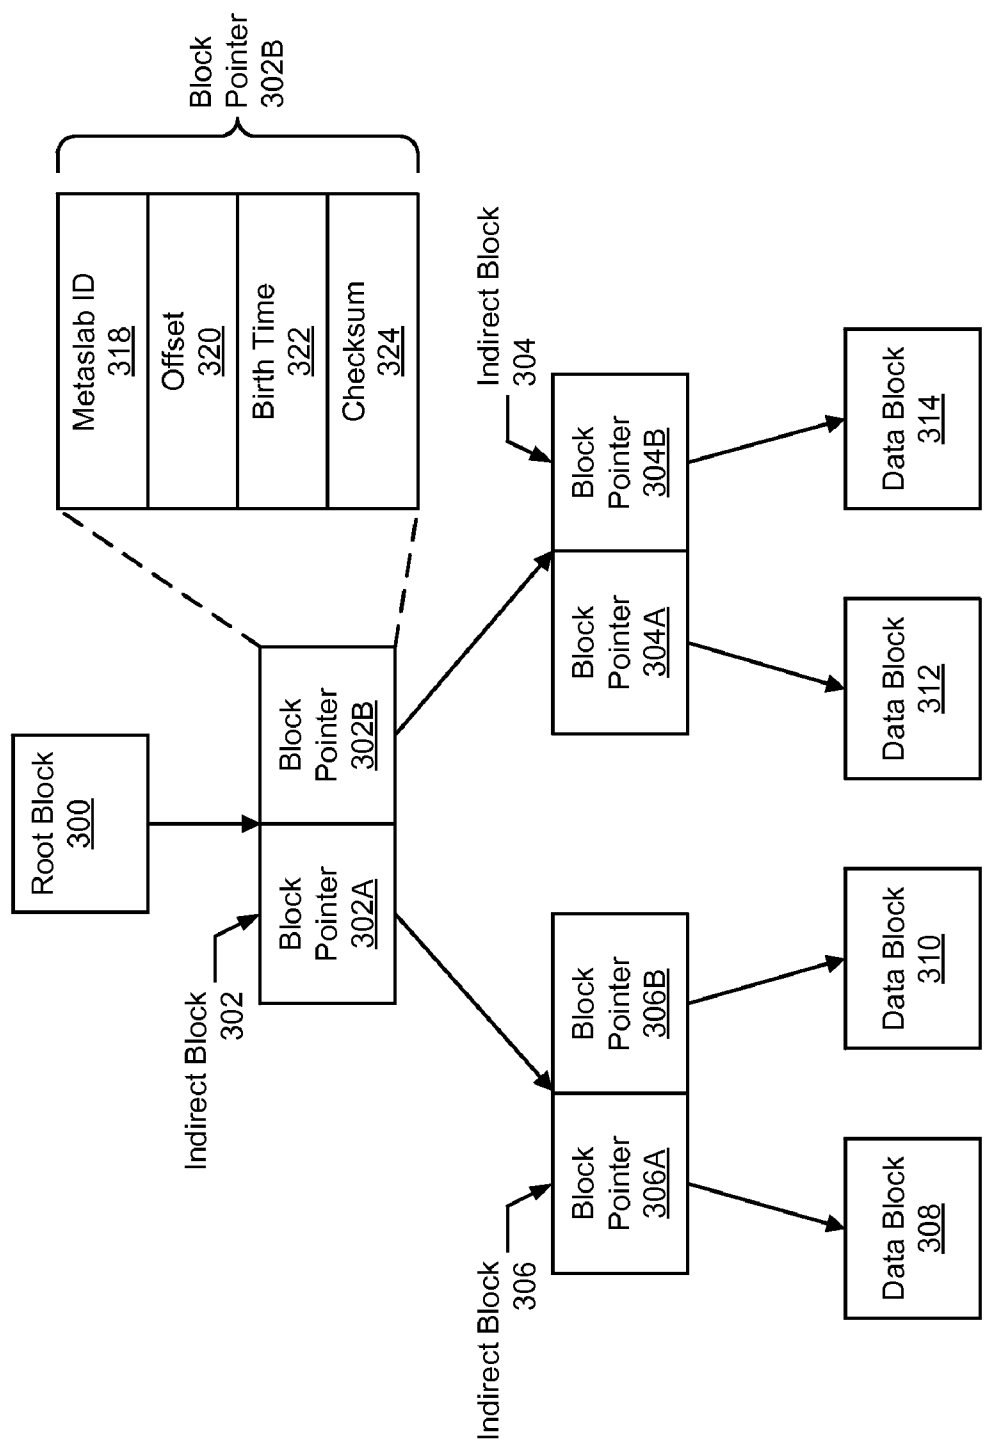 Root Block
300
Indirect Block
302
Block
Pointer
302A
Block
Pointer
302B
Metaslab ID
318
Offset
320
Birth Time
322
Checksum
324
Block
Pointer
302B
Indirect Block
306
Block
Pointer
306A
Block
Pointer
306B
Indirect Block
304
Block
Pointer
304A
Block
Pointer
304B
Data Block
308
Data Block
310
Data Block
312
Data Block
314